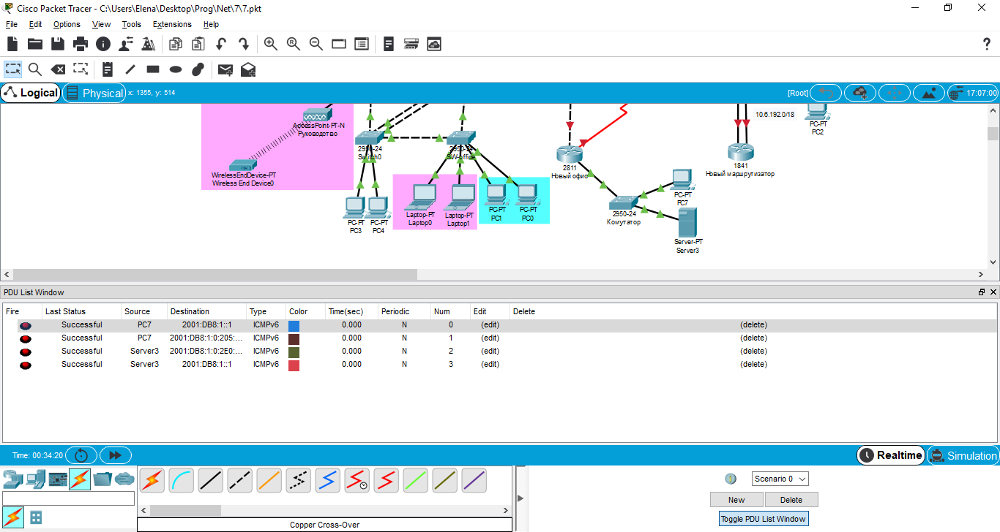 Cisco Packet Tracer - C:\Users\Elena\Desktop\Prog\Net\7\7.pkt
File Edit Options View Tools Extensions Help
Logical Physical x: 1355, y: 514 [Root] 17:07:00
AccessPoint-PT-N
Руководство
WirelessEndDevice-PT
Wireless End Device0
2950-24
Switch0
2950-24
SW-office
PC-PT
PC3
PC-PT
PC4
Laptop-PT
Laptop0
Laptop-PT
Laptop1
PC-PT
PC1
PC-PT
PC0
2811
Новый офис
2950-24
Комутатор
PC-PT
PC7
Server-PT
Server3
1841
Новый маршрутизатор
10.6.192.0/18
PC-PT
PC2
PDU List Window
Fire Last Status Source Destination Type Color Time(sec) Periodic Num Edit Delete
Successful PC7 2001:DB8:1::1 ICMPv6 0.000 N 0 (edit) (delete)
Successful PC7 2001:DB8:1:0:205:... ICMPv6 0.000 N 1 (edit) (delete)
Successful Server3 2001:DB8:1:0:2E0:... ICMPv6 0.000 N 2 (edit) (delete)
Successful Server3 2001:DB8:1::1 ICMPv6 0.000 N 3 (edit) (delete)
Time: 00:34:20 Realtime Simulation
Scenario 0
New Delete
Toggle PDU List Window
Copper Cross-Over